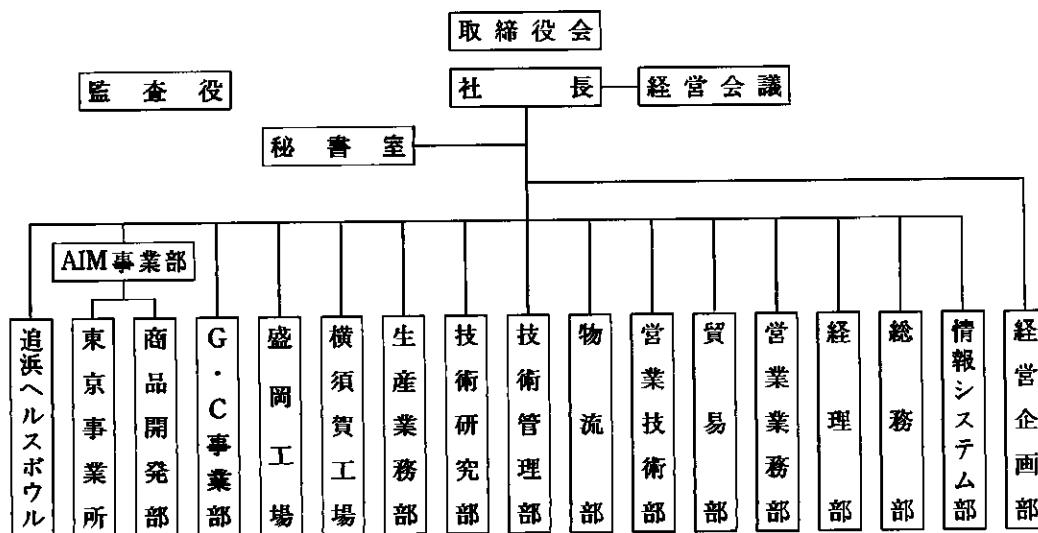 取締役会
社長
経営会議
監査役
秘書室
AIM事業部
追浜ヘルスボウル
東京事業所
商品開発部
G・C事業部
盛岡工場
横須賀工場
生産業務部
技術研究部
技術管理部
物流部
営業技術部
貿易部
営業業務部
経理部
総務部
情報システム部
経営企画部